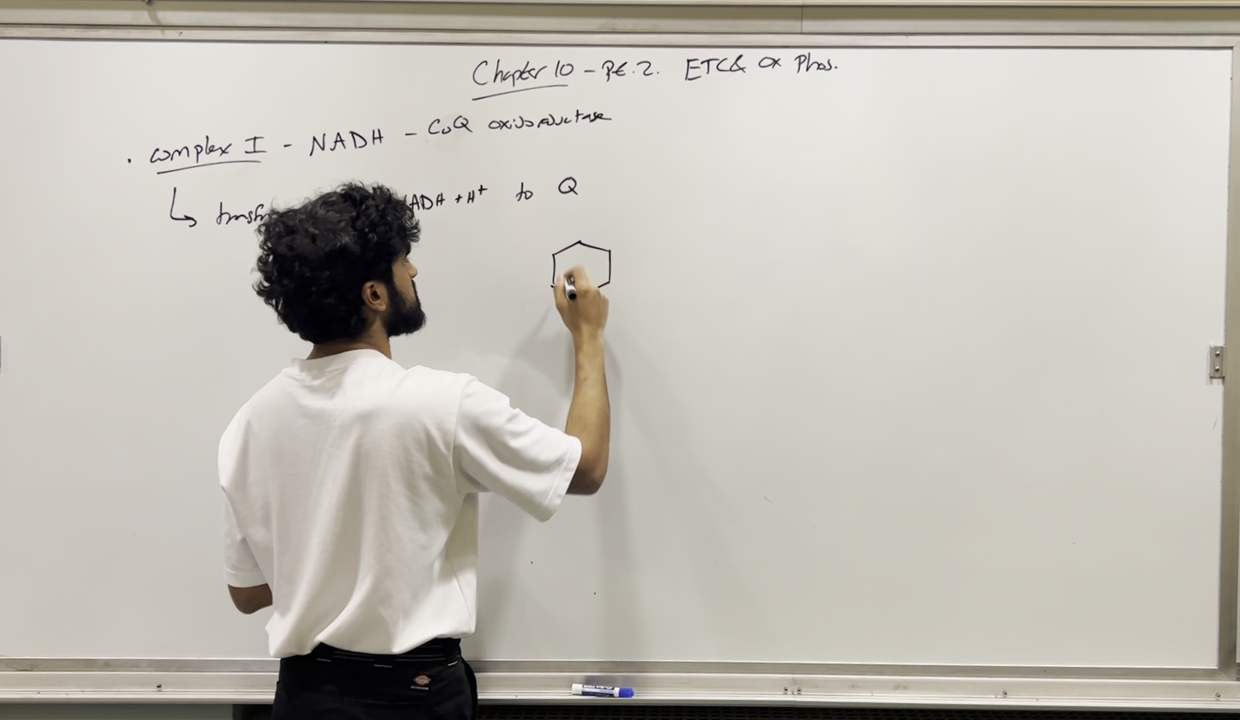 Chapter 10 - Pt. 2. ETC & Ox Phos.
• Complex I - NADH - CoQ oxidoreductase
↳ transf ADH + H⁺ to Q